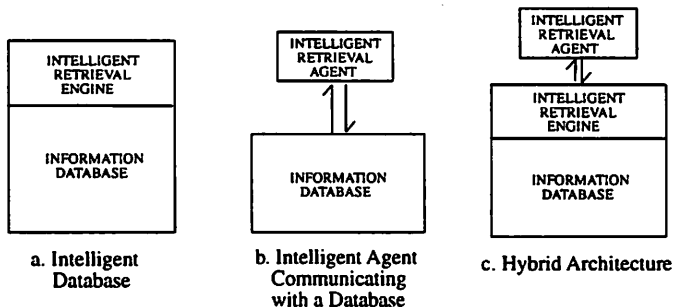 INTELLIGENT
RETRIEVAL
ENGINE
INFORMATION
DATABASE
a. Intelligent
Database
INTELLIGENT
RETRIEVAL
AGENT
INFORMATION
DATABASE
b. Intelligent Agent
Communicating
with a Database
INTELLIGENT
RETRIEVAL
AGENT
INTELLIGENT
RETRIEVAL
ENGINE
INFORMATION
DATABASE
c. Hybrid Architecture